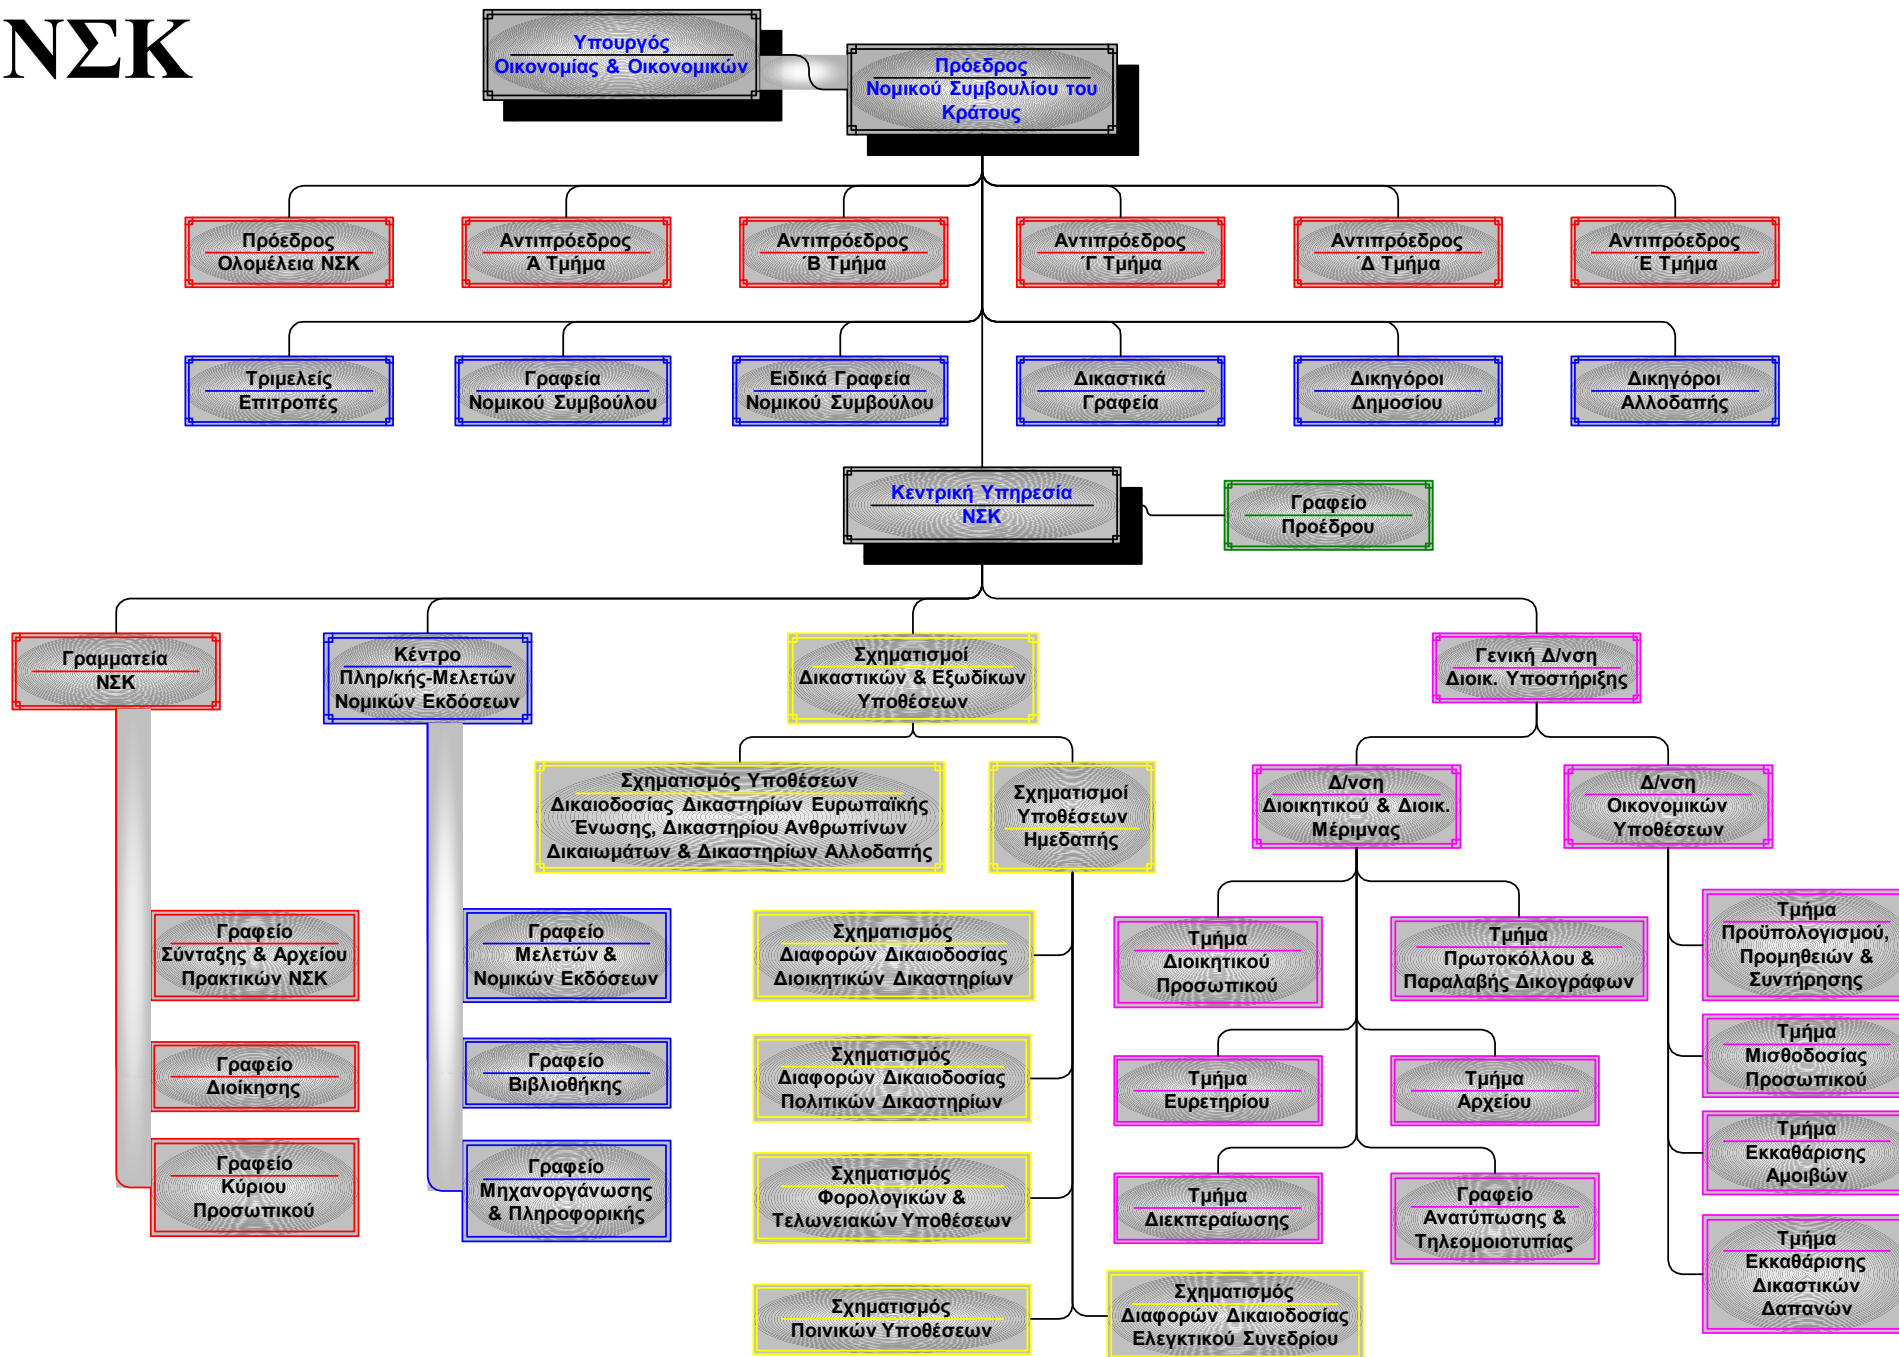 ΝΣΚ
Υπουργός
Οικονομίας & Οικονομικών
Πρόεδρος
Νομικού Συμβουλίου του
Κράτους
Πρόεδρος
Ολομέλεια ΝΣΚ
Αντιπρόεδρος
Ά Τμήμα
Αντιπρόεδρος
΄Β Τμήμα
Αντιπρόεδρος
΄Γ Τμήμα
Αντιπρόεδρος
΄Δ Τμήμα
Αντιπρόεδρος
΄Ε Τμήμα
Τριμελείς
Επιτροπές
Γραφεία
Νομικού Συμβούλου
Ειδικά Γραφεία
Νομικού Συμβούλου
Δικαστικά
Γραφεία
Δικηγόροι
Δημοσίου
Δικηγόροι
Αλλοδαπής
Κεντρική Υπηρεσία
ΝΣΚ
Γραφείο
Προέδρου
Γραμματεία
ΝΣΚ
Κέντρο
Πληρ/κής-Μελετών
Νομικών Εκδόσεων
Σχηματισμοί
Δικαστικών & Εξωδίκων
Υποθέσεων
Γενική Δ/νση
Διοικ. Υποστήριξης
Σχηματισμός Υποθέσεων
Δικαιοδοσίας Δικαστηρίων Ευρωπαϊκής
Ένωσης, Δικαστηρίου Ανθρωπίνων
Δικαιωμάτων & Δικαστηρίων Αλλοδαπής
Σχηματισμοί
Υποθέσεων
Ημεδαπής
Δ/νση
Διοικητικού & Διοικ.
Μέριμνας
Δ/νση
Οικονομικών
Υποθέσεων
Γραφείο
Σύνταξης & Αρχείου
Πρακτικών ΝΣΚ
Γραφείο
Διοίκησης
Γραφείο
Κύριου
Προσωπικού
Γραφείο
Μελετών &
Νομικών Εκδόσεων
Γραφείο
Βιβλιοθήκης
Γραφείο
Μηχανοργάνωσης
& Πληροφορικής
Σχηματισμός
Διαφορών Δικαιοδοσίας
Διοικητικών Δικαστηρίων
Σχηματισμός
Διαφορών Δικαιοδοσίας
Πολιτικών Δικαστηρίων
Σχηματισμός
Φορολογικών &
Τελωνειακών Υποθέσεων
Σχηματισμός
Ποινικών Υποθέσεων
Σχηματισμός
Διαφορών Δικαιοδοσίας
Ελεγκτικού Συνεδρίου
Τμήμα
Διοικητικού
Προσωπικού
Τμήμα
Πρωτοκόλλου &
Παραλαβής Δικογράφων
Τμήμα
Ευρετηρίου
Τμήμα
Αρχείου
Τμήμα
Διεκπεραίωσης
Γραφείο
Ανατύπωσης &
Τηλεομοιοτυπίας
Τμήμα
Προϋπολογισμού,
Προμηθειών &
Συντήρησης
Τμήμα
Μισθοδοσίας
Προσωπικού
Τμήμα
Εκκαθάρισης
Αμοιβών
Τμήμα
Εκκαθάρισης
Δικαστικών
Δαπανών